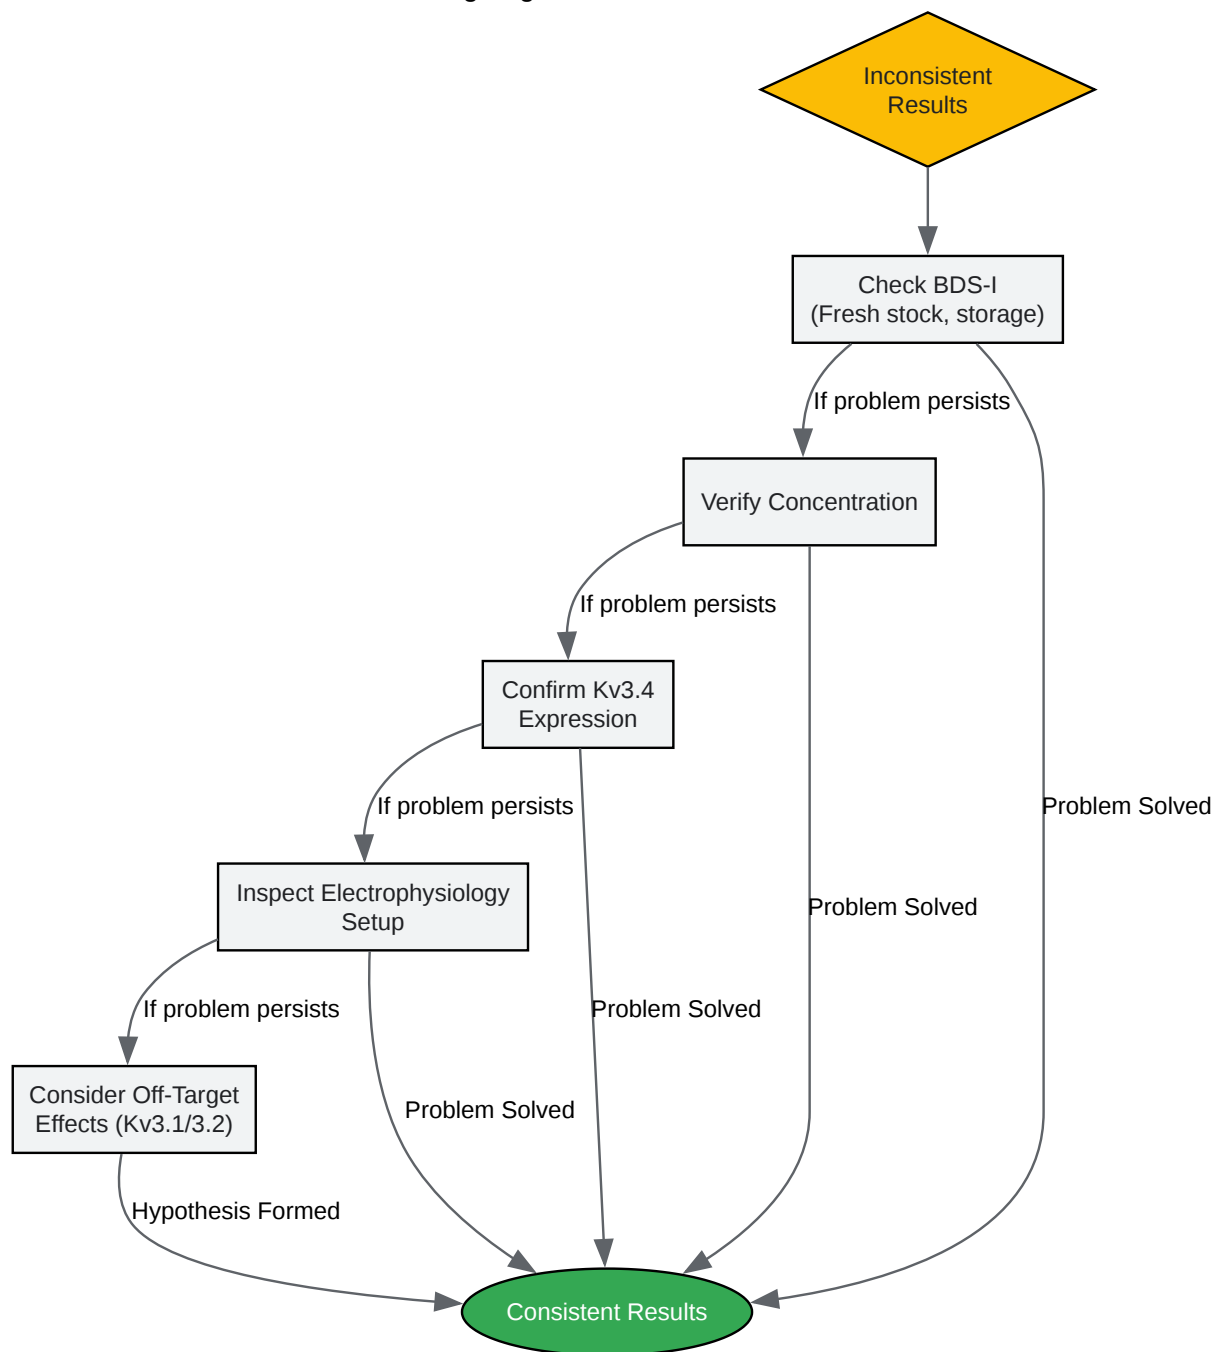 Inconsistent
Results
Check BDS-I
(Fresh stock, storage)
If problem persists
Verify Concentration
If problem persists
Confirm Kv3.4
Expression
If problem persists
Problem Solved
Inspect Electrophysiology
Setup
Problem Solved
If problem persists
Problem Solved
Consider Off-Target
Effects (Kv3.1/3.2)
Problem Solved
Hypothesis Formed
Consistent Results